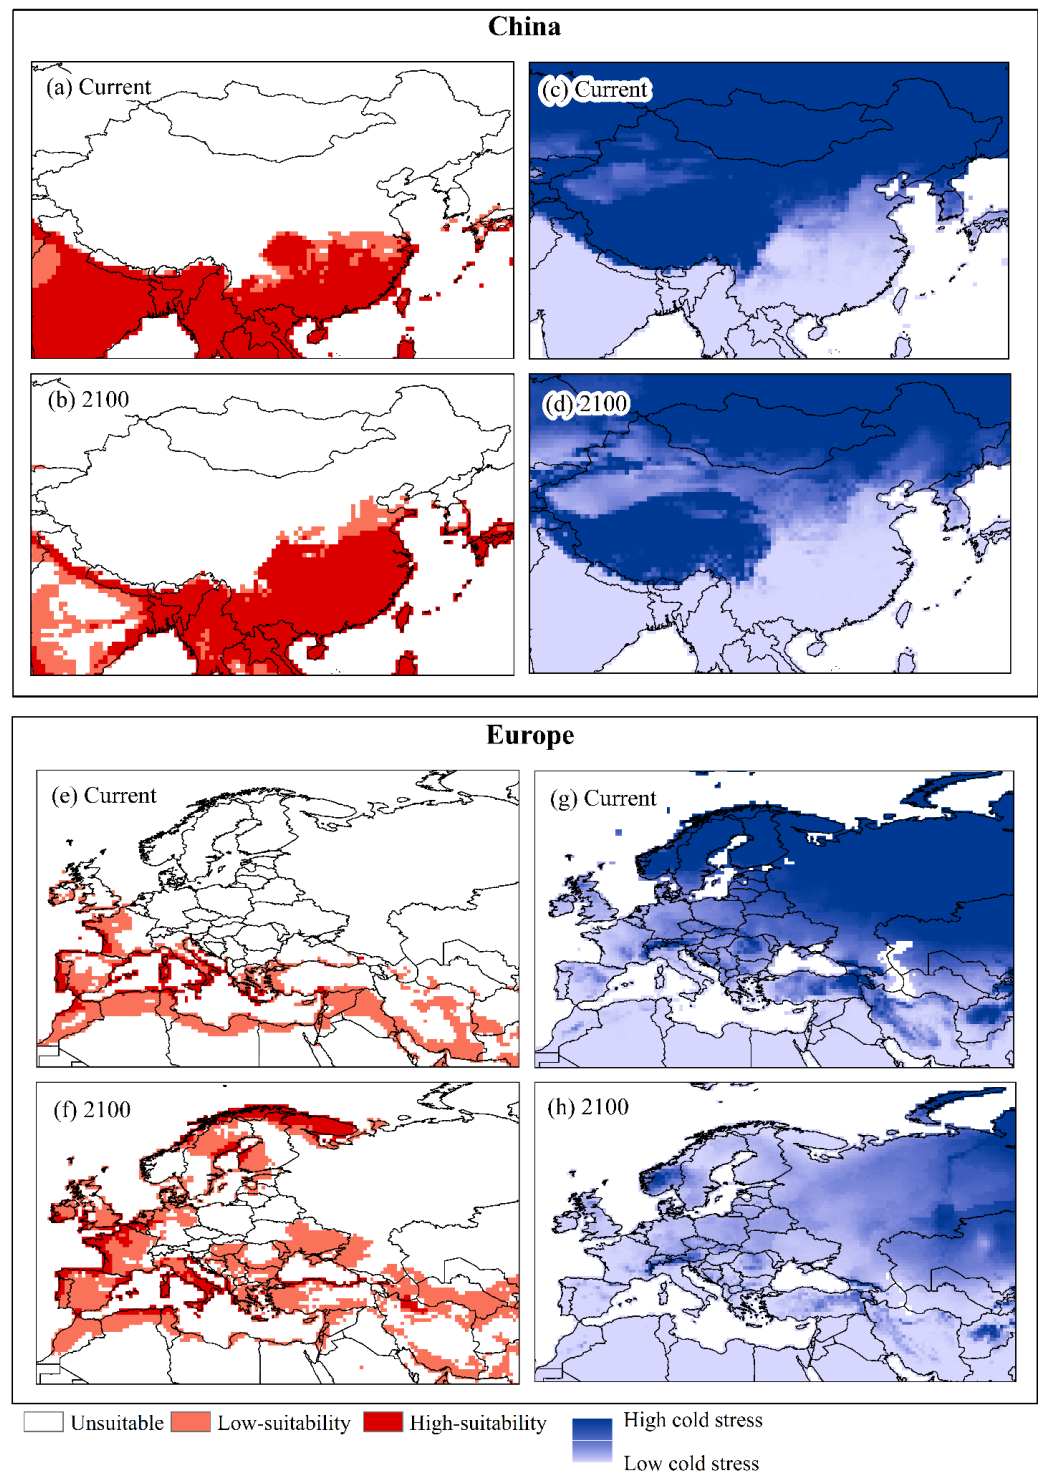 China
(a) Current
(c) Current
(b) 2100
(d) 2100
Europe
(e) Current
(g) Current
(f) 2100
(h) 2100
Unsuitable
Low-suitability
High-suitability
High cold stress
Low cold stress